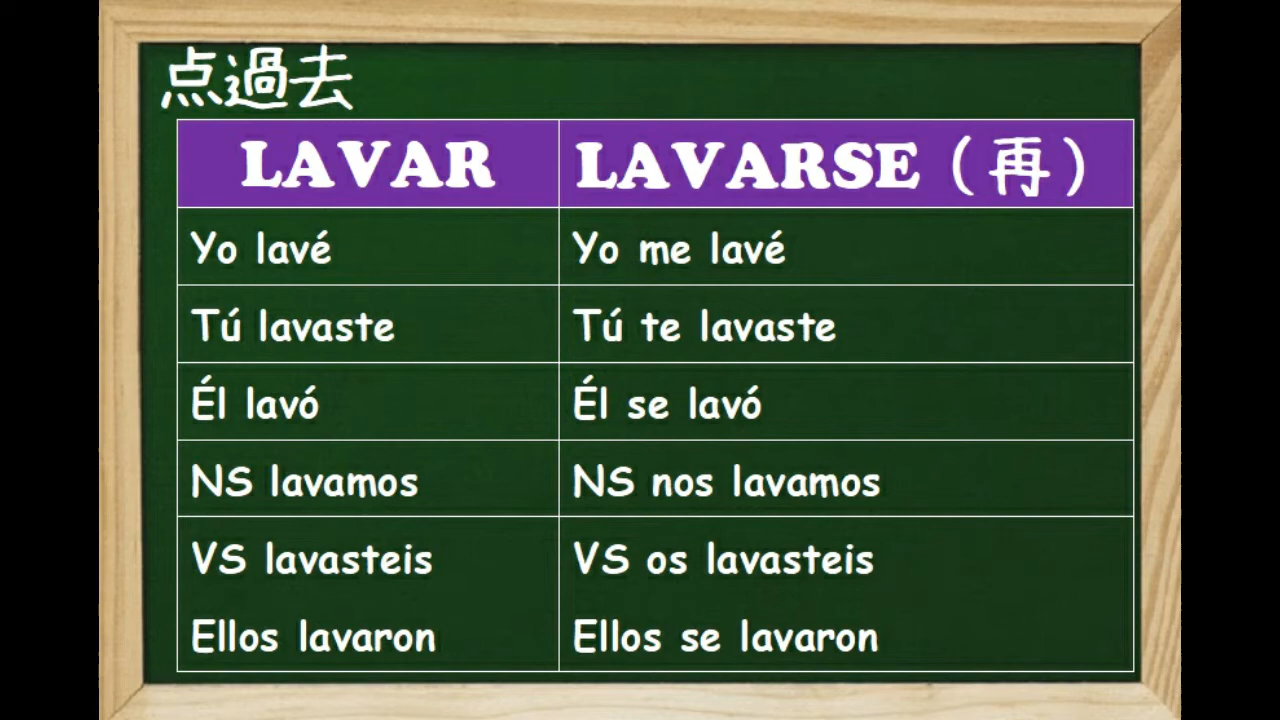 点過去
LAVAR LAVARSE（再）
Yo lavé Yo me lavé
Tú lavaste Tú te lavaste
Él lavó Él se lavó
NS lavamos NS nos lavamos
VS lavasteis VS os lavasteis
Ellos lavaron Ellos se lavaron